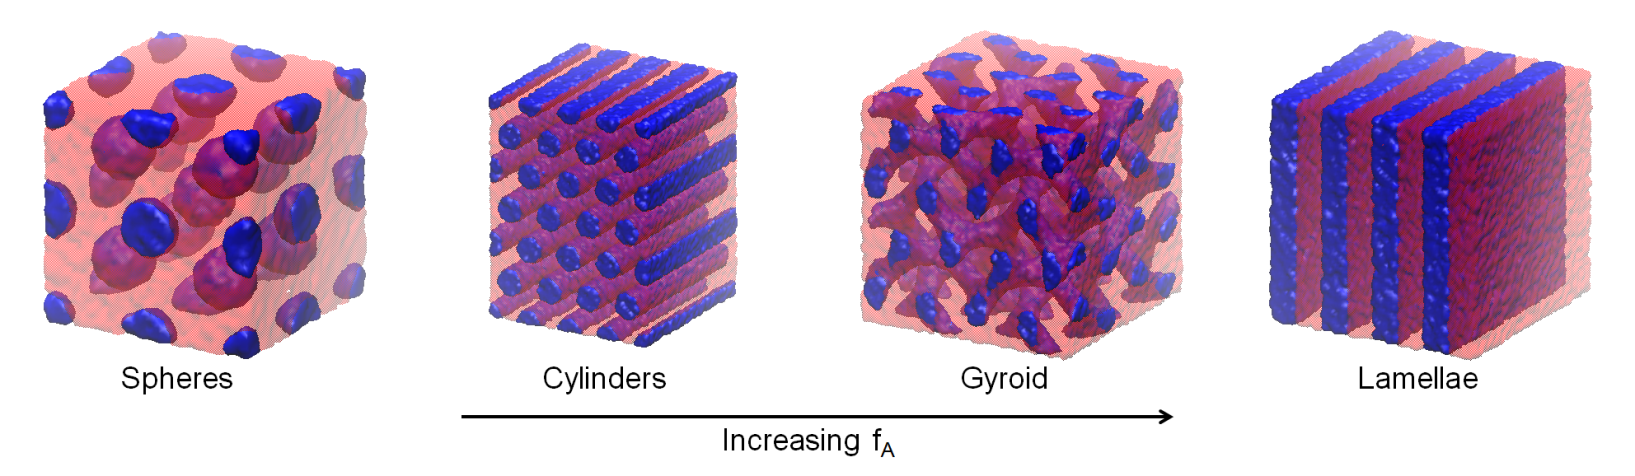 Spheres
Cylinders
Gyroid
Lamellae
Increasing fA